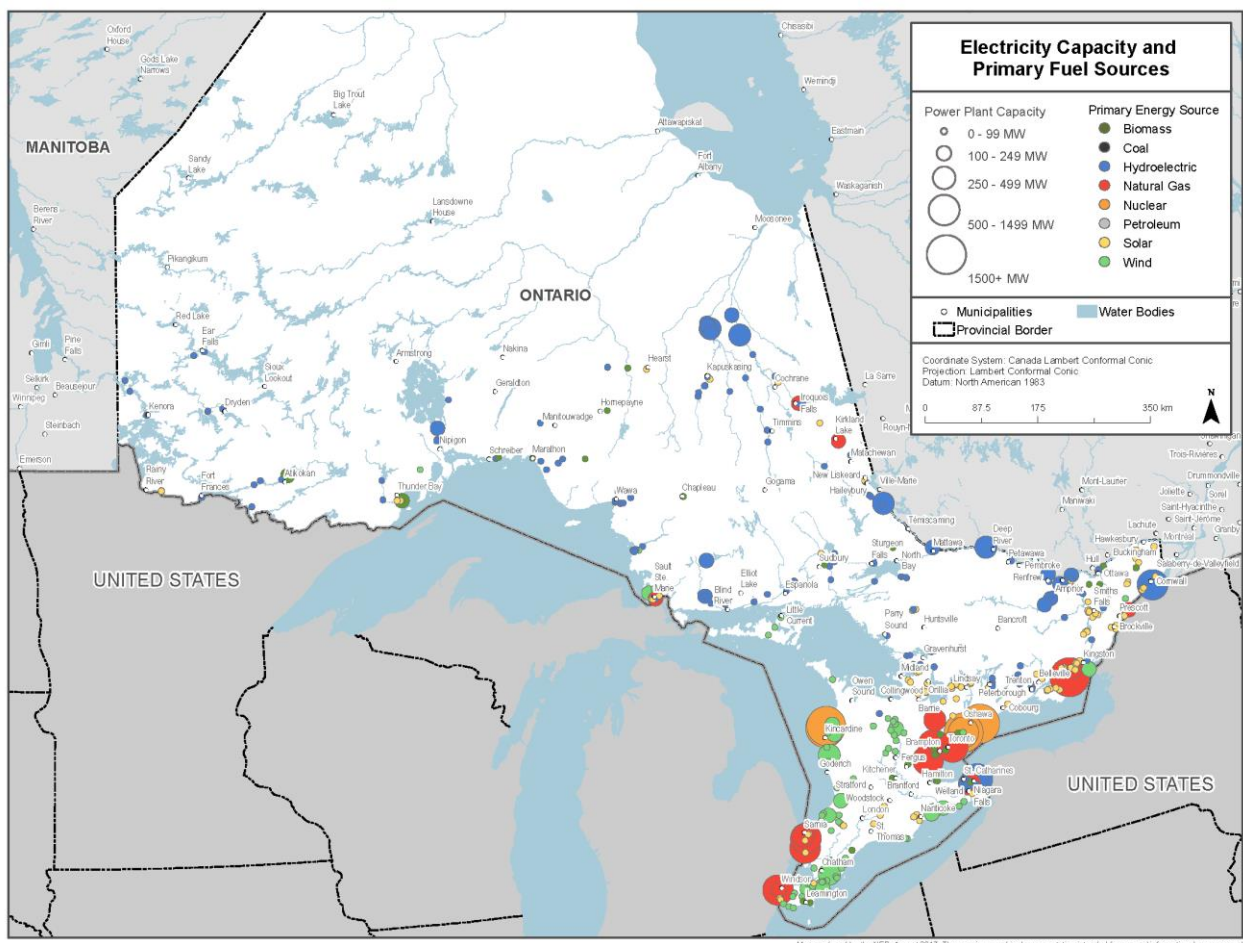 Electricity Capacity and
Primary Fuel Sources
Power Plant Capacity
0 - 99 MW
100 - 249 MW
250 - 499 MW
500 - 1499 MW
1500+ MW
Primary Energy Source
Biomass
Coal
Hydroelectric
Natural Gas
Nuclear
Petroleum
Solar
Wind
Municipalities
Water Bodies
Provincial Border
Coordinate System: Canada Lambert Conformal Conic
Projection: Lambert Conformal Conic
Datum: North American 1983
N
0 87.5 175 350 km
MANITOBA
ONTARIO
UNITED STATES
UNITED STATES
Oxford
House
Gods Lake
Narrows
Chisasibi
Wemindji
Big Trout
Lake
Attawapiskat
Eastmain
Sandy
Lake
Fort
Albany
Waskaganish
Berens
River
Lansdowne
House
Moosonee
Pikangikum
Red Lake
Ear
Falls
Gimli
Pine
Falls
Armstrong
Nakina
Hearst
Kapuskasing
Cochrane
La Sarre
Selkirk
Beausejour
Winnipeg
Sioux
Lookout
Geraldton
Iroquois
Falls
Steinbach
Kenora
Dryden
Manitouwadge
Hornepayne
Timmins
Kirkland
Lake
Emerson
Nipigon
Schreiber
Marathon
Matachewan
Rainy
River
Fort
Frances
Atikokan
Thunder Bay
Wawa
Chapleau
Gogama
New Liskeard
Haileybury
Ville-Marie
Témiscaming
Trois-Rivières
Drummondville
Mont-Laurier
Maniwaki
Joliette
Sorel
Saint-Hyacinthe
Saint-Jérôme
Granby
Lachute
Montréal
Hawkesbury
Buckingham
Salaberry-de-Valleyfield
Deep
River
Mattawa
Petawawa
Pembroke
Renfrew
Arnprior
Hull
Ottawa
Cornwall
Smiths
Falls
Prescott
Brockville
Sturgeon
Falls
North
Bay
Sudbury
Espanola
Elliot
Lake
Blind
River
Sault
Ste.
Marie
Little
Current
Parry
Sound
Huntsville
Bancroft
Kingston
Gravenhurst
Midland
Owen
Sound
Collingwood
Orillia
Lindsay
Peterborough
Trenton
Belleville
Cobourg
Barrie
Oshawa
Kincardine
Brampton
Toronto
Goderich
Fergus
Kitchener
Hamilton
St. Catharines
Stratford
Brantford
Welland
Niagara
Falls
Woodstock
London
Nanticoke
St.
Thomas
Sarnia
Chatham
Windsor
Leamington